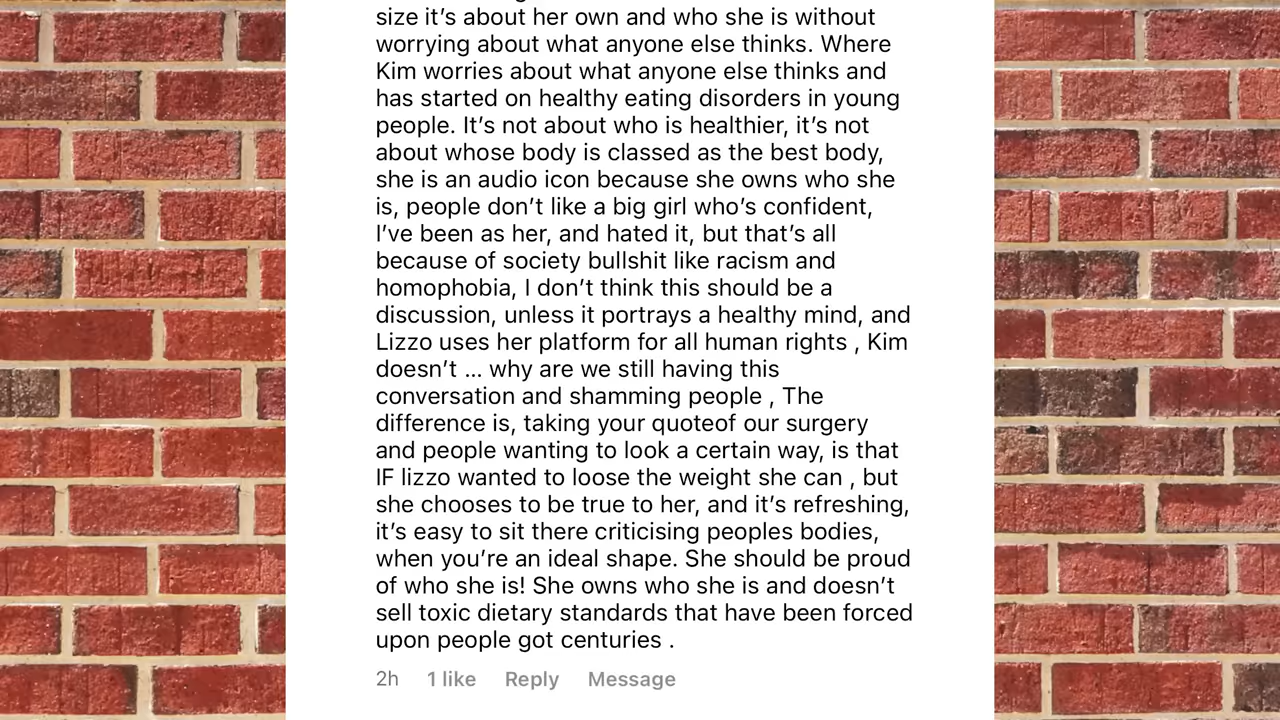 size it’s about her own and who she is without
worrying about what anyone else thinks. Where
Kim worries about what anyone else thinks and
has started on healthy eating disorders in young
people. It’s not about who is healthier, it’s not
about whose body is classed as the best body,
she is an audio icon because she owns who she
is, people don’t like a big girl who’s confident,
I’ve been as her, and hated it, but that’s all
because of society bullshit like racism and
homophobia, I don’t think this should be a
discussion, unless it portrays a healthy mind, and
Lizzo uses her platform for all human rights , Kim
doesn’t ... why are we still having this
conversation and shamming people , The
difference is, taking your quoteof our surgery
and people wanting to look a certain way, is that
IF lizzo wanted to loose the weight she can , but
she chooses to be true to her, and it’s refreshing,
it’s easy to sit there criticising peoples bodies,
when you’re an ideal shape. She should be proud
of who she is! She owns who she is and doesn’t
sell toxic dietary standards that have been forced
upon people got centuries .
2h 1 like Reply Message